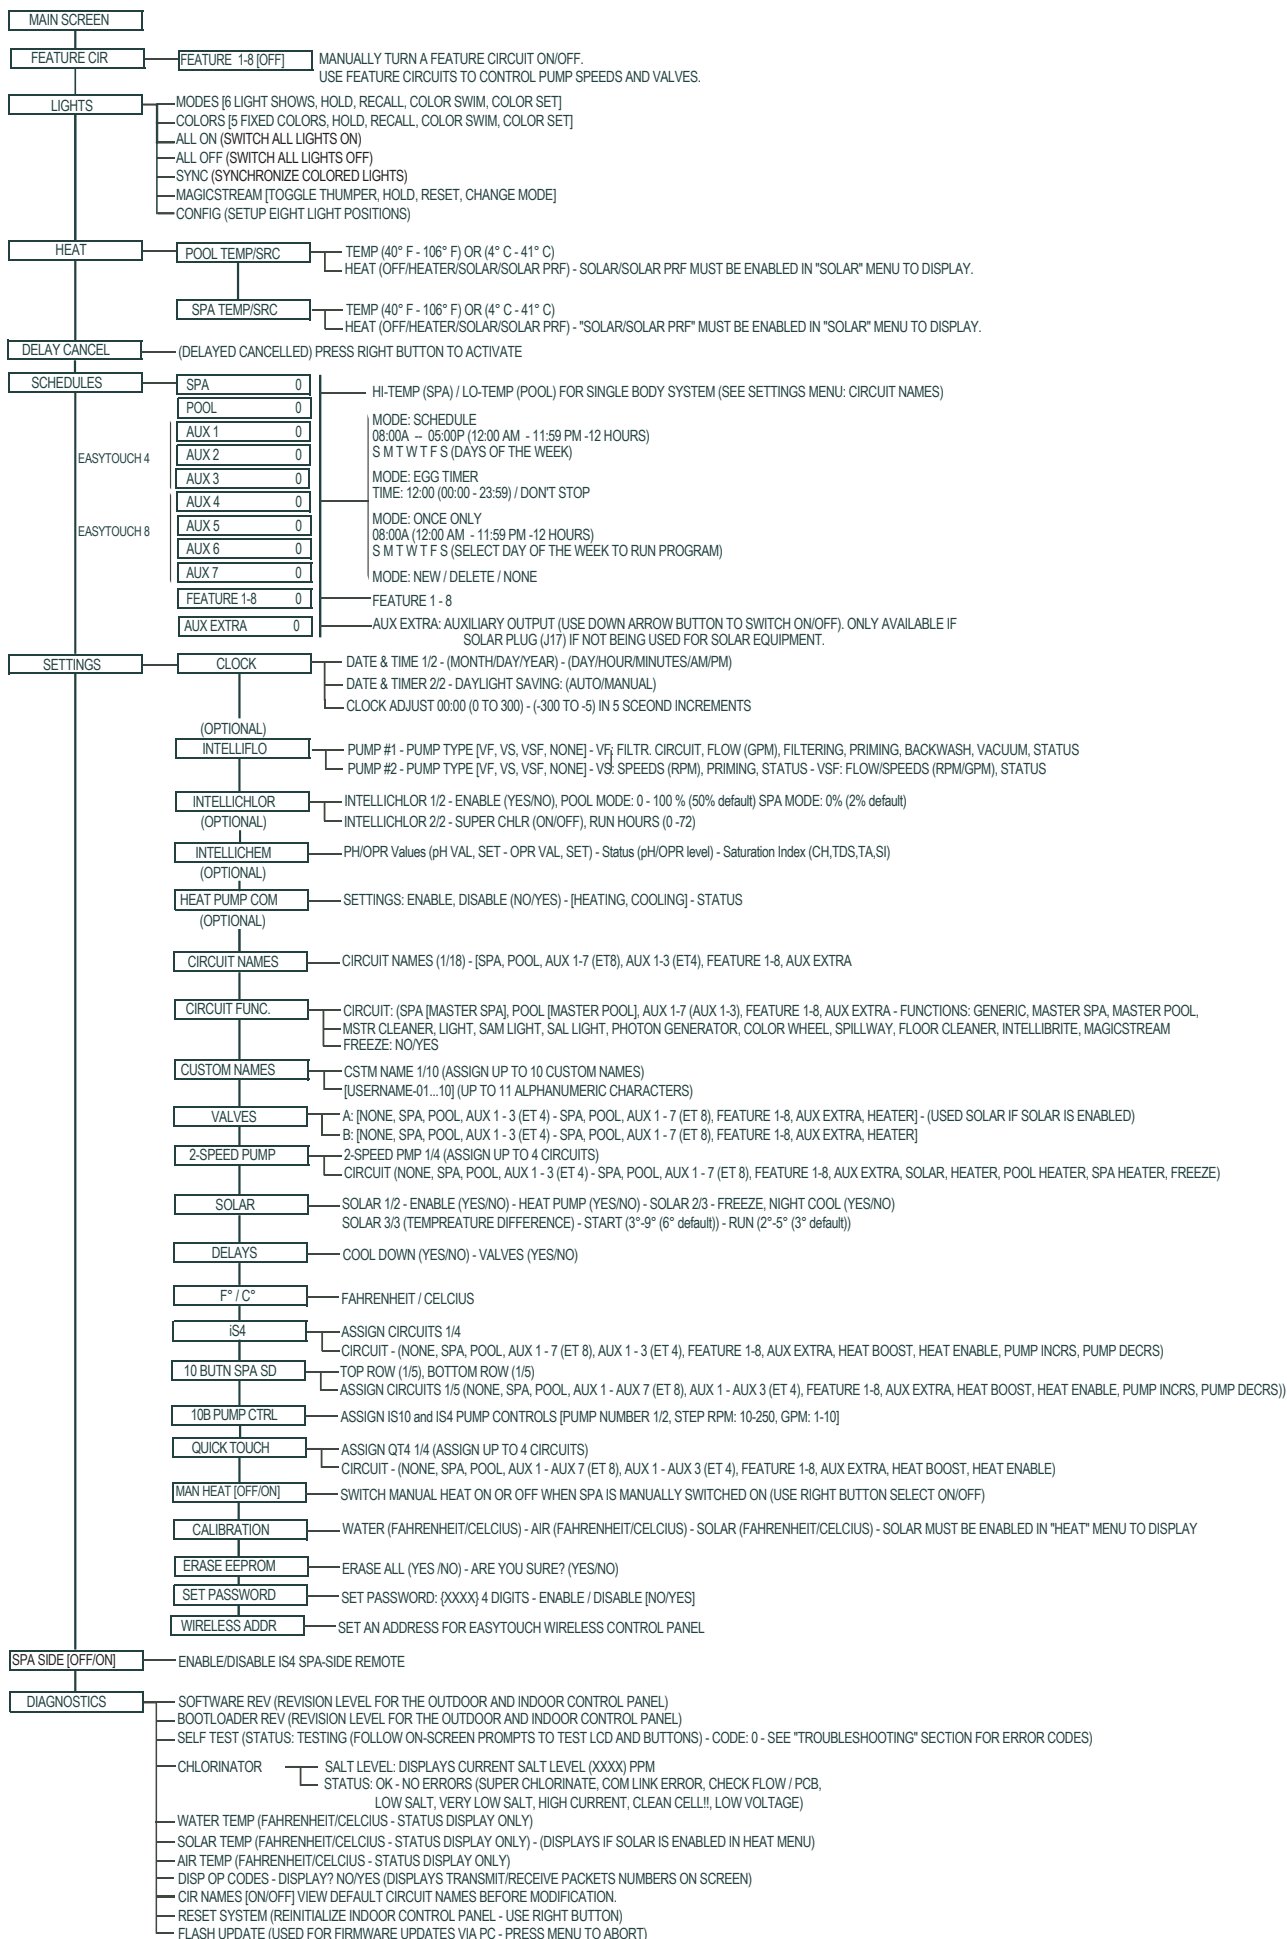 MAIN SCREEN
FEATURE CIR
FEATURE 1-8 [OFF]
MANUALLY TURN A FEATURE CIRCUIT ON/OFF.
USE FEATURE CIRCUITS TO CONTROL PUMP SPEEDS AND VALVES.
LIGHTS
MODES [6 LIGHT SHOWS, HOLD, RECALL, COLOR SWIM, COLOR SET]
COLORS [5 FIXED COLORS, HOLD, RECALL, COLOR SWIM, COLOR SET]
ALL ON (SWITCH ALL LIGHTS ON)
ALL OFF (SWITCH ALL LIGHTS OFF)
SYNC (SYNCHRONIZE COLORED LIGHTS)
MAGICSTREAM [TOGGLE THUMPER, HOLD, RESET, CHANGE MODE]
CONFIG (SETUP EIGHT LIGHT POSITIONS)
HEAT
POOL TEMP/SRC
TEMP (40° F - 106° F) OR (4° C - 41° C)
HEAT (OFF/HEATER/SOLAR/SOLAR PRF) - SOLAR/SOLAR PRF MUST BE ENABLED IN "SOLAR" MENU TO DISPLAY.
SPA TEMP/SRC
TEMP (40° F - 106° F) OR (4° C - 41° C)
HEAT (OFF/HEATER/SOLAR/SOLAR PRF) - "SOLAR/SOLAR PRF" MUST BE ENABLED IN "SOLAR" MENU TO DISPLAY.
DELAY CANCEL
(DELAYED CANCELLED) PRESS RIGHT BUTTON TO ACTIVATE
SCHEDULES
SPA 0
POOL 0
AUX 1 0
AUX 2 0
AUX 3 0
AUX 4 0
AUX 5 0
AUX 6 0
AUX 7 0
FEATURE 1-8 0
AUX EXTRA 0
EASYTOUCH 4
EASYTOUCH 8
HI-TEMP (SPA) / LO-TEMP (POOL) FOR SINGLE BODY SYSTEM (SEE SETTINGS MENU: CIRCUIT NAMES)
MODE: SCHEDULE
08:00A -- 05:00P (12:00 AM - 11:59 PM -12 HOURS)
S M T W T F S (DAYS OF THE WEEK)
MODE: EGG TIMER
TIME: 12:00 (00:00 - 23:59) / DON'T STOP
MODE: ONCE ONLY
08:00A (12:00 AM - 11:59 PM -12 HOURS)
S M T W T F S (SELECT DAY OF THE WEEK TO RUN PROGRAM)
MODE: NEW / DELETE / NONE
FEATURE 1 - 8
AUX EXTRA: AUXILIARY OUTPUT (USE DOWN ARROW BUTTON TO SWITCH ON/OFF). ONLY AVAILABLE IF
SOLAR PLUG (J17) IF NOT BEING USED FOR SOLAR EQUIPMENT.
SETTINGS
CLOCK
DATE & TIME 1/2 - (MONTH/DAY/YEAR) - (DAY/HOUR/MINUTES/AM/PM)
DATE & TIMER 2/2 - DAYLIGHT SAVING: (AUTO/MANUAL)
CLOCK ADJUST 00:00 (0 TO 300) - (-300 TO -5) IN 5 SCEOND INCREMENTS
(OPTIONAL)
INTELLIFLO
PUMP #1 - PUMP TYPE [VF, VS, VSF, NONE] - VF: FILTR. CIRCUIT, FLOW (GPM), FILTERING, PRIMING, BACKWASH, VACUUM, STATUS
PUMP #2 - PUMP TYPE [VF, VS, VSF, NONE] - VS: SPEEDS (RPM), PRIMING, STATUS - VSF: FLOW/SPEEDS (RPM/GPM), STATUS
INTELLICHLOR
(OPTIONAL)
INTELLICHLOR 1/2 - ENABLE (YES/NO), POOL MODE: 0 - 100 % (50% default) SPA MODE: 0% (2% default)
INTELLICHLOR 2/2 - SUPER CHLR (ON/OFF), RUN HOURS (0 -72)
INTELLICHEM
(OPTIONAL)
PH/OPR Values (pH VAL, SET - OPR VAL, SET) - Status (pH/OPR level) - Saturation Index (CH,TDS,TA,SI)
HEAT PUMP COM
(OPTIONAL)
SETTINGS: ENABLE, DISABLE (NO/YES) - [HEATING, COOLING] - STATUS
CIRCUIT NAMES
CIRCUIT NAMES (1/18) - [SPA, POOL, AUX 1-7 (ET8), AUX 1-3 (ET4), FEATURE 1-8, AUX EXTRA
CIRCUIT FUNC.
CIRCUIT: (SPA [MASTER SPA], POOL [MASTER POOL], AUX 1-7 (AUX 1-3), FEATURE 1-8, AUX EXTRA - FUNCTIONS: GENERIC, MASTER SPA, MASTER POOL,
MSTR CLEANER, LIGHT, SAM LIGHT, SAL LIGHT, PHOTON GENERATOR, COLOR WHEEL, SPILLWAY, FLOOR CLEANER, INTELLIBRITE, MAGICSTREAM
FREEZE: NO/YES
CUSTOM NAMES
CSTM NAME 1/10 (ASSIGN UP TO 10 CUSTOM NAMES)
[USERNAME-01...10] (UP TO 11 ALPHANUMERIC CHARACTERS)
VALVES
A: [NONE, SPA, POOL, AUX 1 - 3 (ET 4) - SPA, POOL, AUX 1 - 7 (ET 8), FEATURE 1-8, AUX EXTRA, HEATER] - (USED SOLAR IF SOLAR IS ENABLED)
B: [NONE, SPA, POOL, AUX 1 - 3 (ET 4) - SPA, POOL, AUX 1 - 7 (ET 8), FEATURE 1-8, AUX EXTRA, HEATER]
2-SPEED PUMP
2-SPEED PMP 1/4 (ASSIGN UP TO 4 CIRCUITS)
CIRCUIT (NONE, SPA, POOL, AUX 1 - 3 (ET 4) - SPA, POOL, AUX 1 - 7 (ET 8), FEATURE 1-8, AUX EXTRA, SOLAR, HEATER, POOL HEATER, SPA HEATER, FREEZE)
SOLAR
SOLAR 1/2 - ENABLE (YES/NO) - HEAT PUMP (YES/NO) - SOLAR 2/3 - FREEZE, NIGHT COOL (YES/NO)
SOLAR 3/3 (TEMPREATURE DIFFERENCE) - START (3°-9° (6° default)) - RUN (2°-5° (3° default))
DELAYS
COOL DOWN (YES/NO) - VALVES (YES/NO)
F° / C°
FAHRENHEIT / CELCIUS
iS4
ASSIGN CIRCUITS 1/4
CIRCUIT - (NONE, SPA, POOL, AUX 1 - 7 (ET 8), AUX 1 - 3 (ET 4), FEATURE 1-8, AUX EXTRA, HEAT BOOST, HEAT ENABLE, PUMP INCRS, PUMP DECRS)
10 BUTN SPA SD
TOP ROW (1/5), BOTTOM ROW (1/5)
ASSIGN CIRCUITS 1/5 (NONE, SPA, POOL, AUX 1 - AUX 7 (ET 8), AUX 1 - AUX 3 (ET 4), FEATURE 1-8, AUX EXTRA, HEAT BOOST, HEAT ENABLE, PUMP INCRS, PUMP DECRS))
10B PUMP CTRL
ASSIGN IS10 and IS4 PUMP CONTROLS [PUMP NUMBER 1/2, STEP RPM: 10-250, GPM: 1-10]
QUICK TOUCH
ASSIGN QT4 1/4 (ASSIGN UP TO 4 CIRCUITS)
CIRCUIT - (NONE, SPA, POOL, AUX 1 - AUX 7 (ET 8), AUX 1 - AUX 3 (ET 4), FEATURE 1-8, AUX EXTRA, HEAT BOOST, HEAT ENABLE)
MAN HEAT [OFF/ON]
SWITCH MANUAL HEAT ON OR OFF WHEN SPA IS MANUALLY SWITCHED ON (USE RIGHT BUTTON SELECT ON/OFF)
CALIBRATION
WATER (FAHRENHEIT/CELCIUS) - AIR (FAHRENHEIT/CELCIUS) - SOLAR (FAHRENHEIT/CELCIUS) - SOLAR MUST BE ENABLED IN "HEAT" MENU TO DISPLAY
ERASE EEPROM
ERASE ALL (YES /NO) - ARE YOU SURE? (YES/NO)
SET PASSWORD
SET PASSWORD: {XXXX} 4 DIGITS - ENABLE / DISABLE [NO/YES]
WIRELESS ADDR
SET AN ADDRESS FOR EASYTOUCH WIRELESS CONTROL PANEL
SPA SIDE [OFF/ON]
ENABLE/DISABLE IS4 SPA-SIDE REMOTE
DIAGNOSTICS
SOFTWARE REV (REVISION LEVEL FOR THE OUTDOOR AND INDOOR CONTROL PANEL)
BOOTLOADER REV (REVISION LEVEL FOR THE OUTDOOR AND INDOOR CONTROL PANEL)
SELF TEST (STATUS: TESTING (FOLLOW ON-SCREEN PROMPTS TO TEST LCD AND BUTTONS) - CODE: 0 - SEE "TROUBLESHOOTING" SECTION FOR ERROR CODES)
CHLORINATOR
SALT LEVEL: DISPLAYS CURRENT SALT LEVEL (XXXX) PPM
STATUS: OK - NO ERRORS (SUPER CHLORINATE, COM LINK ERROR, CHECK FLOW / PCB,
LOW SALT, VERY LOW SALT, HIGH CURRENT, CLEAN CELL!!, LOW VOLTAGE)
WATER TEMP (FAHRENHEIT/CELCIUS - STATUS DISPLAY ONLY)
SOLAR TEMP (FAHRENHEIT/CELCIUS - STATUS DISPLAY ONLY) - (DISPLAYS IF SOLAR IS ENABLED IN HEAT MENU)
AIR TEMP (FAHRENHEIT/CELCIUS - STATUS DISPLAY ONLY)
DISP OP CODES - DISPLAY? NO/YES (DISPLAYS TRANSMIT/RECEIVE PACKETS NUMBERS ON SCREEN)
CIR NAMES [ON/OFF] VIEW DEFAULT CIRCUIT NAMES BEFORE MODIFICATION.
RESET SYSTEM (REINITIALIZE INDOOR CONTROL PANEL - USE RIGHT BUTTON)
FLASH UPDATE (USED FOR FIRMWARE UPDATES VIA PC - PRESS MENU TO ABORT)